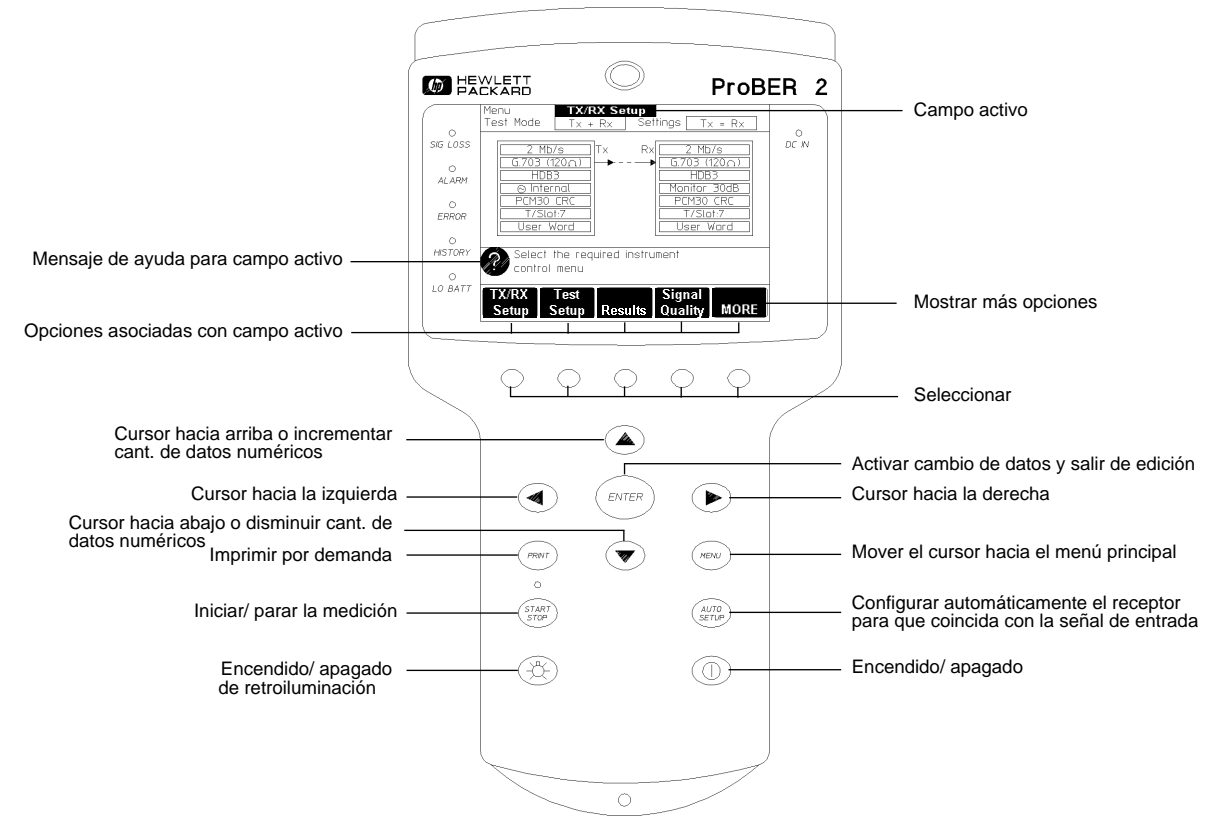 HEWLETT
PACKARD
ProBER 2
Menu TX/RX Setup
Test Mode Tx + Rx Settings Tx = Rx
Campo activo
SIG LOSS
ALARM
ERROR
HISTORY
LO BATT
DC IN
Tx Rx
2 Mb/s
G.703 (120Ω)
HDB3
Internal
PCM30 CRC
T/Slot:7
User Word
2 Mb/s
G.703 (120Ω)
HDB3
Monitor 30dB
PCM30 CRC
T/Slot:7
User Word
Mensaje de ayuda para campo activo
?
Select the required instrument
control menu
TX/RX
Setup
Test
Setup
Results
Signal
Quality
MORE
Mostrar más opciones
Opciones asociadas con campo activo
Seleccionar
Cursor hacia arriba o incrementar
cant. de datos numéricos
Activar cambio de datos y salir de edición
Cursor hacia la izquierda
ENTER
Cursor hacia la derecha
Cursor hacia abajo o disminuir cant. de
datos numéricos
Imprimir por demanda
PRINT
MENU
Mover el cursor hacia el menú principal
Iniciar/ parar la medición
START
STOP
AUTO
SETUP
Configurar automáticamente el receptor
para que coincida con la señal de entrada
Encendido/ apagado
de retroiluminación
Encendido/ apagado